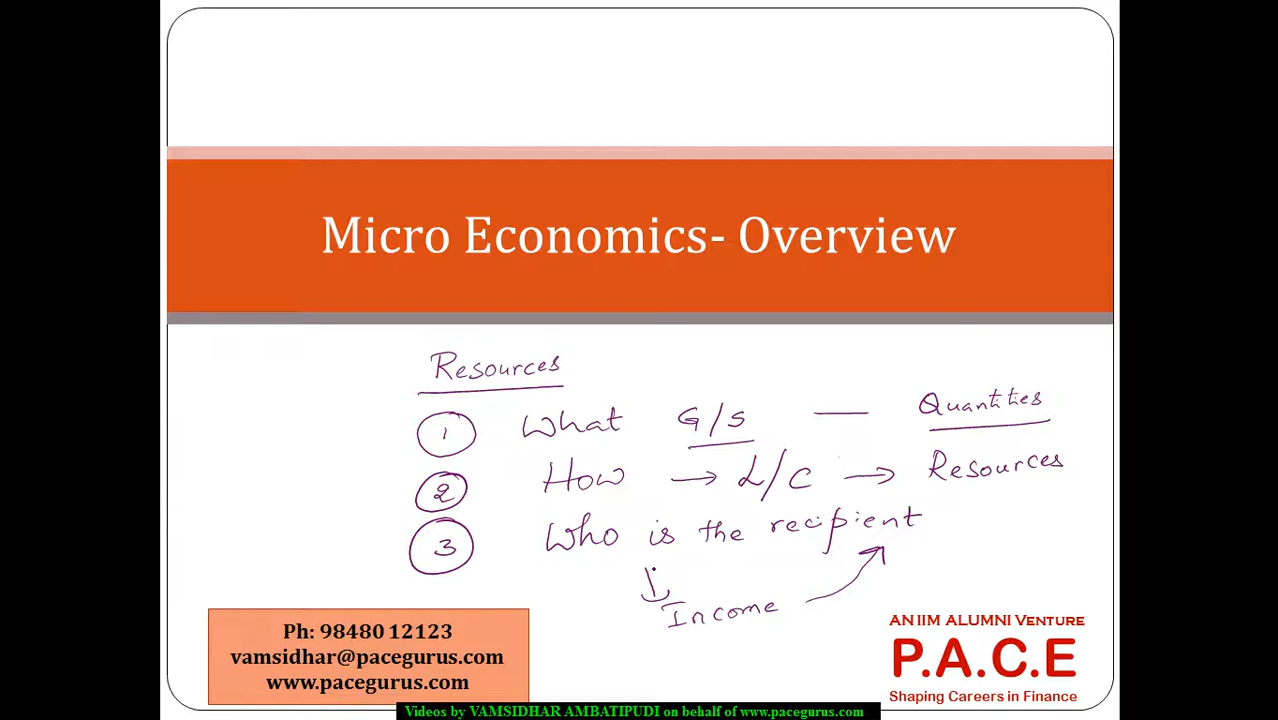 Micro Economics- Overview
Resources
1 What G/S — Quantities
2 How → L/C → Resources
3 Who is the recipient
Income
Ph: 98480 12123
vamsidhar@pacegurus.com
www.pacegurus.com
AN IIM ALUMNI VENTURE
P.A.C.E
Shaping Careers in Finance
Videos by VAMSIDHAR AMBATIPUDI on behalf of www.pacegurus.com